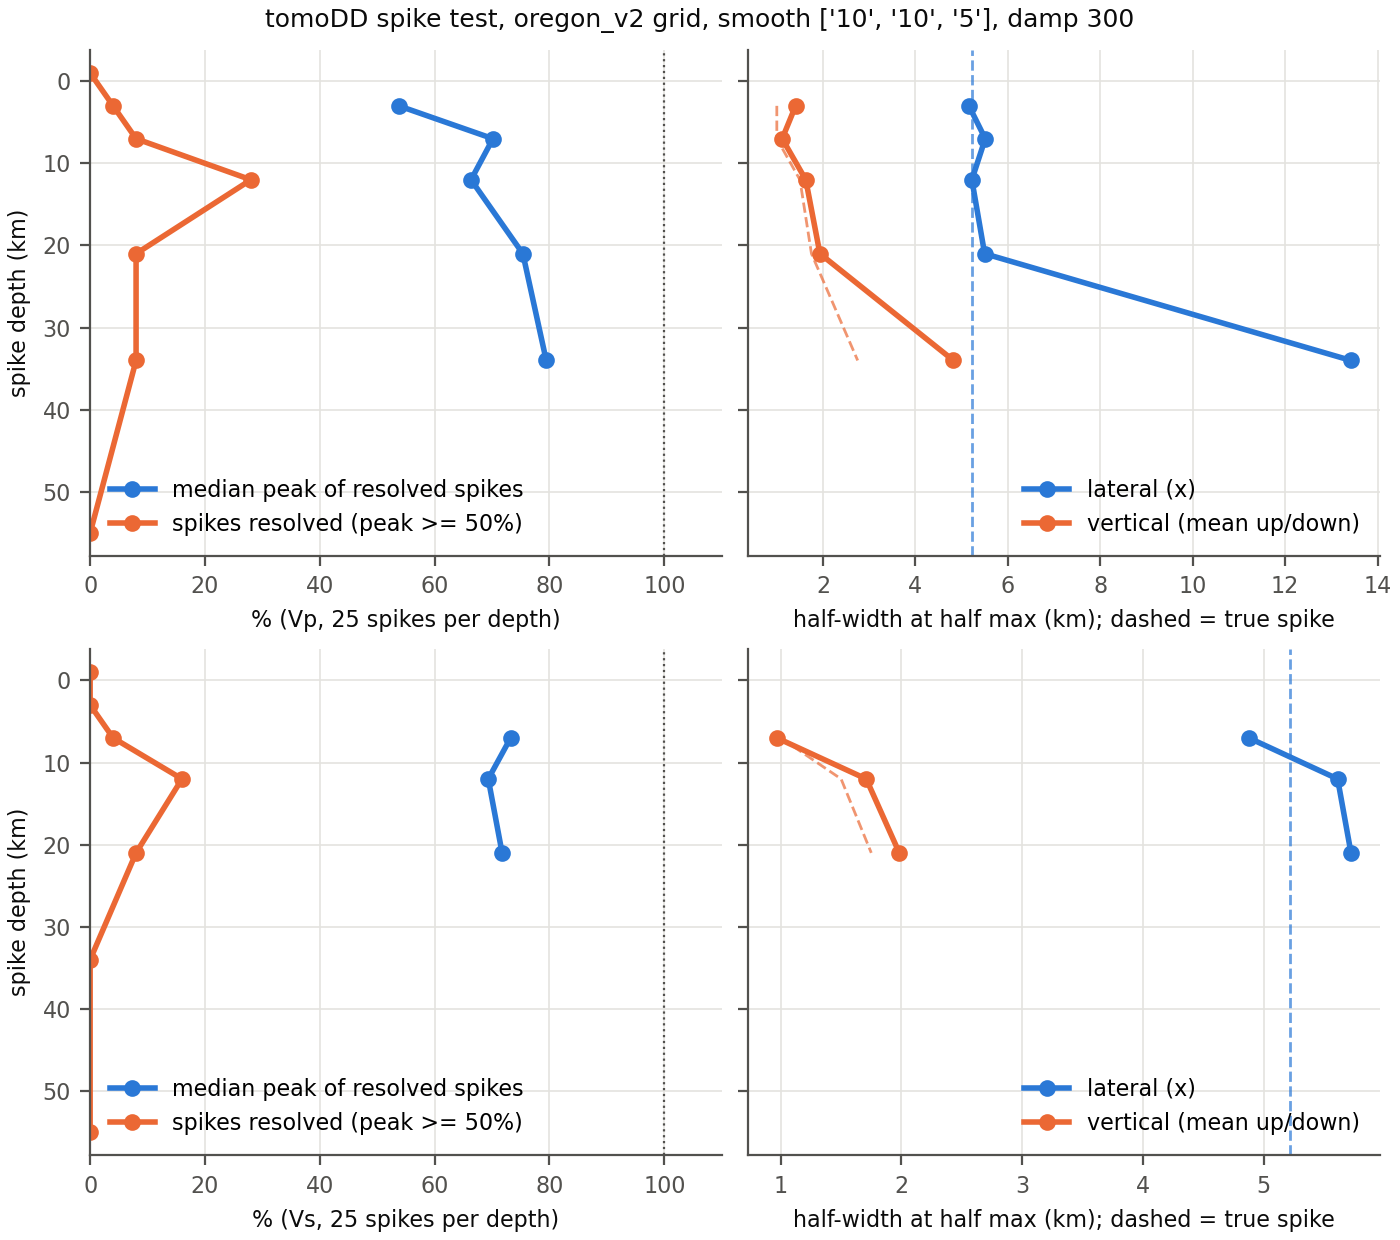 tomoDD spike test, oregon_v2 grid, smooth ['10', '10', '5'], damp 300
spike depth (km)
0
10
20
30
40
50
median peak of resolved spikes
spikes resolved (peak >= 50%)
0 20 40 60 80 100
% (Vp, 25 spikes per depth)
lateral (x)
vertical (mean up/down)
2 4 6 8 10 12 14
half-width at half max (km); dashed = true spike
spike depth (km)
0
10
20
30
40
50
median peak of resolved spikes
spikes resolved (peak >= 50%)
0 20 40 60 80 100
% (Vs, 25 spikes per depth)
lateral (x)
vertical (mean up/down)
1 2 3 4 5
half-width at half max (km); dashed = true spike